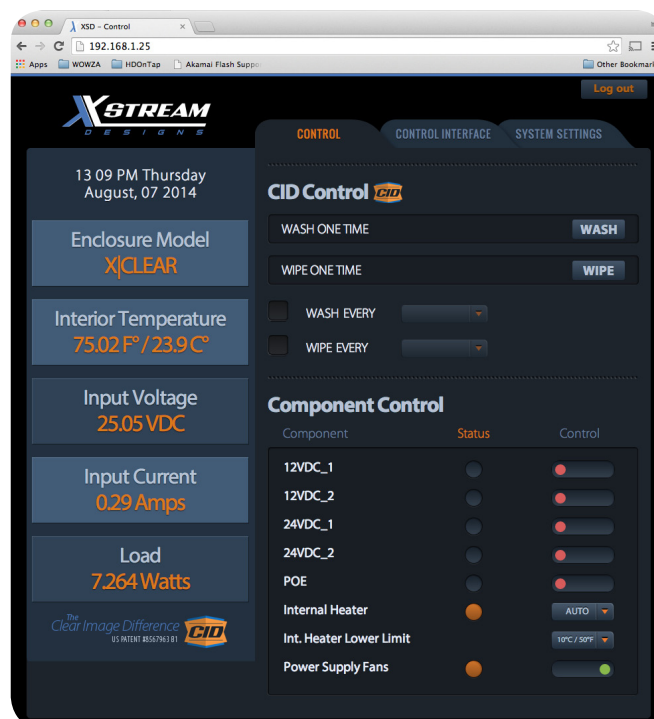 XSD - Control
192.168.1.25
Apps WOWZA HDOnTap Akamai Flash Suppo Other Bookmar
Log out
XSTREAM
DESIGNS
CONTROL CONTROL INTERFACE SYSTEM SETTINGS
13 09 PM Thursday
August, 07 2014
Enclosure Model
X|CLEAR
Interior Temperature
75.02 F° / 23.9 C°
Input Voltage
25.05 VDC
Input Current
0.29 Amps
Load
7.264 Watts
The
Clear Image Difference CID
US PATENT #8567963 B1
CID Control CID
WASH ONE TIME WASH
WIPE ONE TIME WIPE
WASH EVERY
WIPE EVERY
Component Control
Component Status Control
12VDC_1
12VDC_2
24VDC_1
24VDC_2
POE
Internal Heater AUTO
Int. Heater Lower Limit 10°C / 50°F
Power Supply Fans